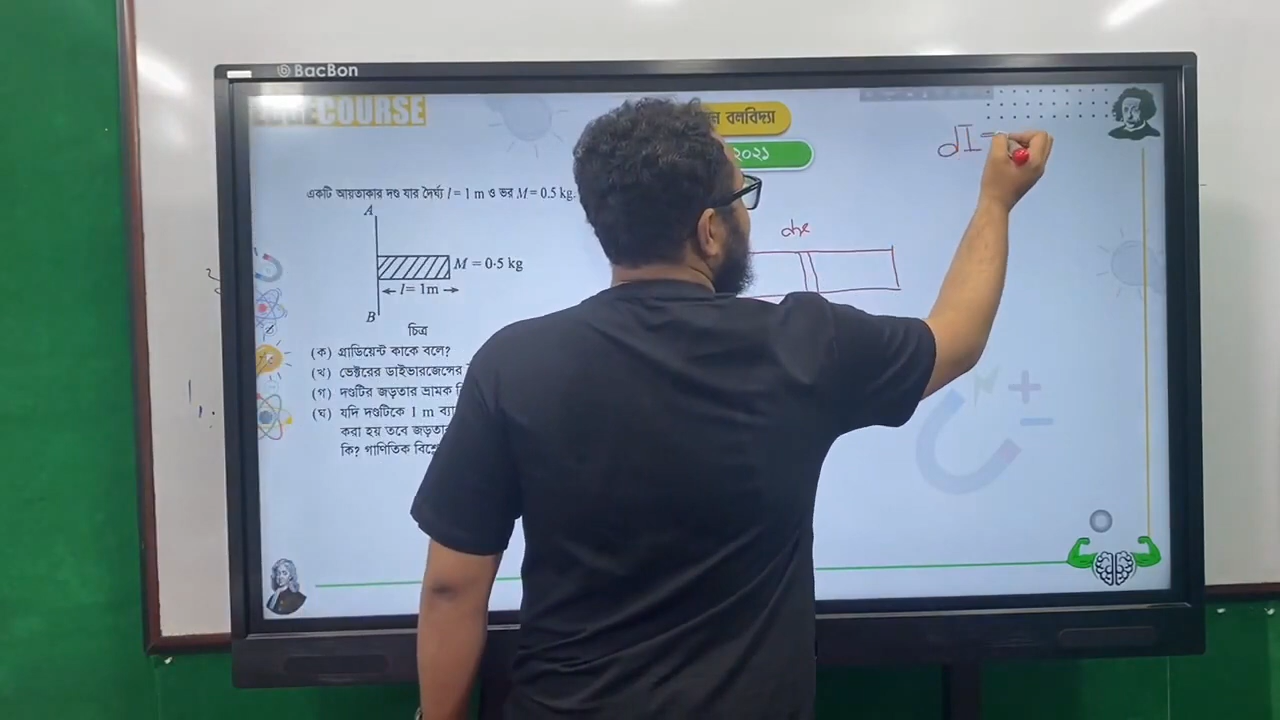 BacBon
COURSE
বলবিদ্যা
২০২১
dI =
একটি আয়তাকার দণ্ড যার দৈর্ঘ্য l = 1 m ও ভর M = 0.5 kg.
A
dx
M = 0·5 kg
l = 1m
B
চিত্র
(ক) গ্রাডিয়েন্ট কাকে বলে?
(খ) ভেক্টরের ডাইভারজেন্সের
(গ) দণ্ডটির জড়তার ভ্রামক
(ঘ) যদি দণ্ডটিকে 1 m
করা হয় তবে
কি? গাণিতিক